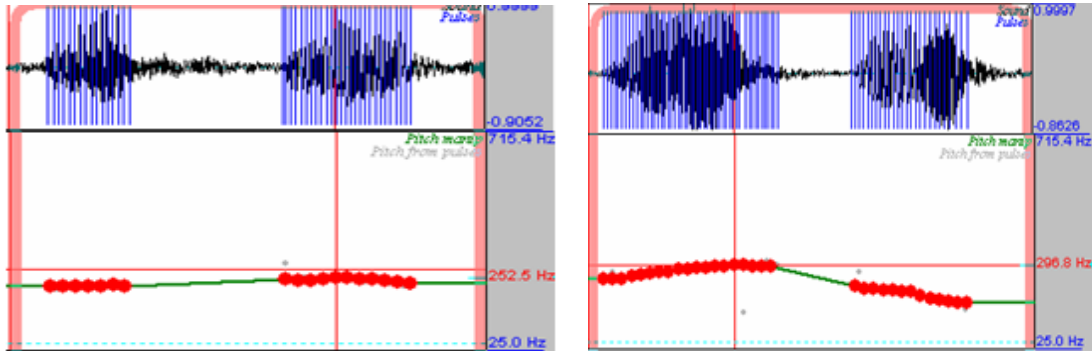 0.9999
Sound
Pulses
-0.9052
715.4 Hz
Pitch manip
Pitch from pulses
252.5 Hz
25.0 Hz
0.9997
Sound
Pulses
-0.8626
715.4 Hz
Pitch manip
Pitch from pulses
296.8 Hz
25.0 Hz